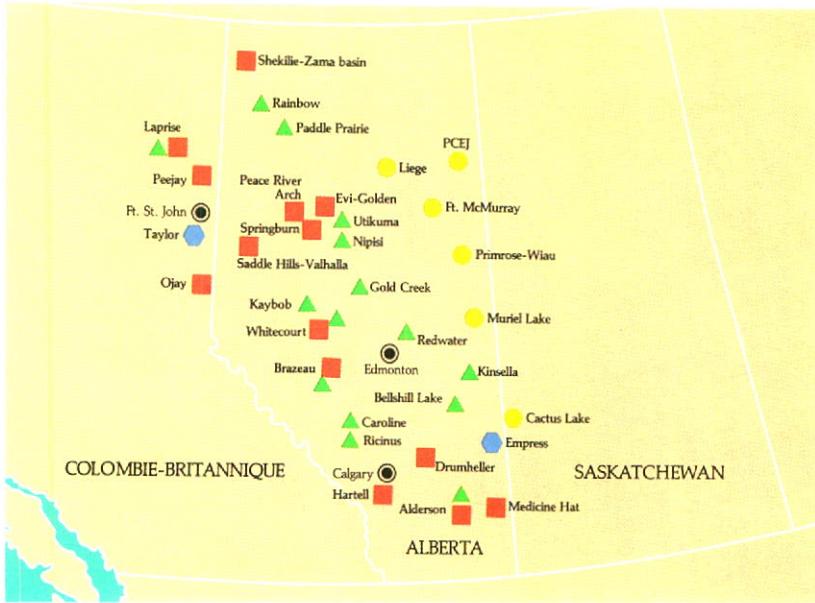 Shekilie-Zama basin
Rainbow
Paddle Prairie
Laprise
PCEJ
Liege
Peejay
Peace River
Arch
Evi-Golden
Ft. McMurray
Ft. St. John
Utikuma
Springburn
Taylor
Nipisi
Primrose-Wiau
Saddle Hills-Valhalla
Ojay
Gold Creek
Kaybob
Muriel Lake
Whitecourt
Redwater
Edmonton
Brazeau
Kinsella
Bellshill Lake
Cactus Lake
Caroline
Ricinus
Empress
COLOMBIE-BRITANNIQUE
Drumheller
SASKATCHEWAN
Calgary
Hartell
Alderson
Medicine Hat
ALBERTA